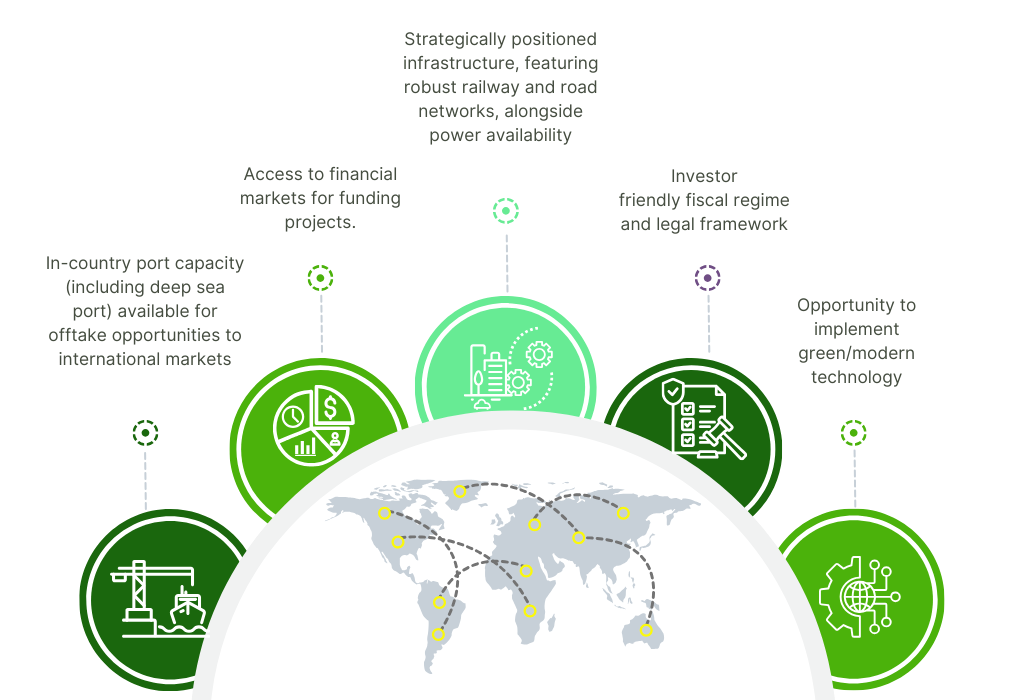 Strategically positioned
infrastructure, featuring
robust railway and road
networks, alongside
power availability
Access to financial
markets for funding
projects.
Investor
friendly fiscal regime
and legal framework
In-country port capacity
(including deep sea
port) available for
offtake opportunities to
international markets
Opportunity to
implement
green/modern
technology
$